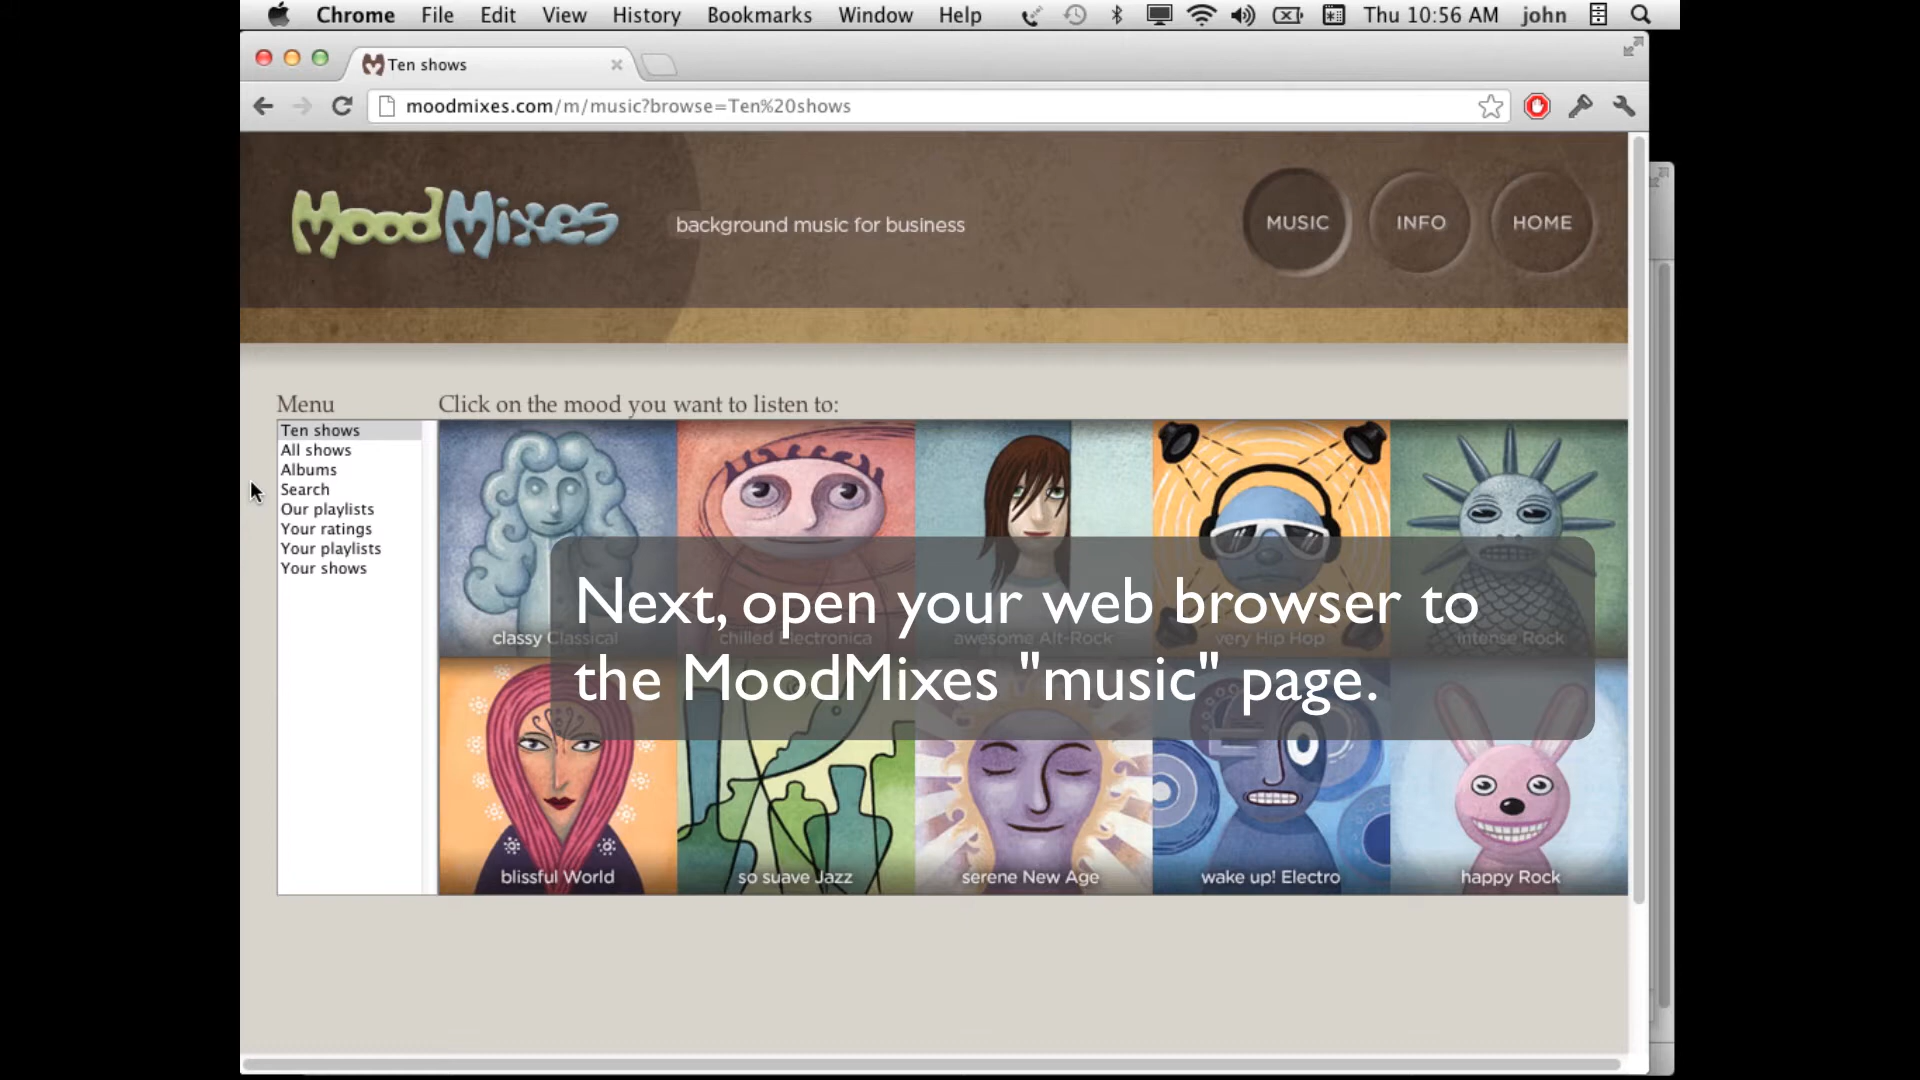 Chrome File Edit View History Bookmarks Window Help Thu 10:56 AM john
Ten shows
moodmixes.com/m/music?browse=Ten%20shows
MoodMixes
background music for business
MUSIC INFO HOME
Menu
Click on the mood you want to listen to:
Ten shows
All shows
Albums
Search
Our playlists
Your ratings
Your playlists
Your shows
classy Classical
chilled Electronica
awesome Alt-Rock
very Hip Hop
intense Rock
Next, open your web browser to
the MoodMixes "music" page.
blissful World
so suave Jazz
serene New Age
wake up! Electro
happy Rock